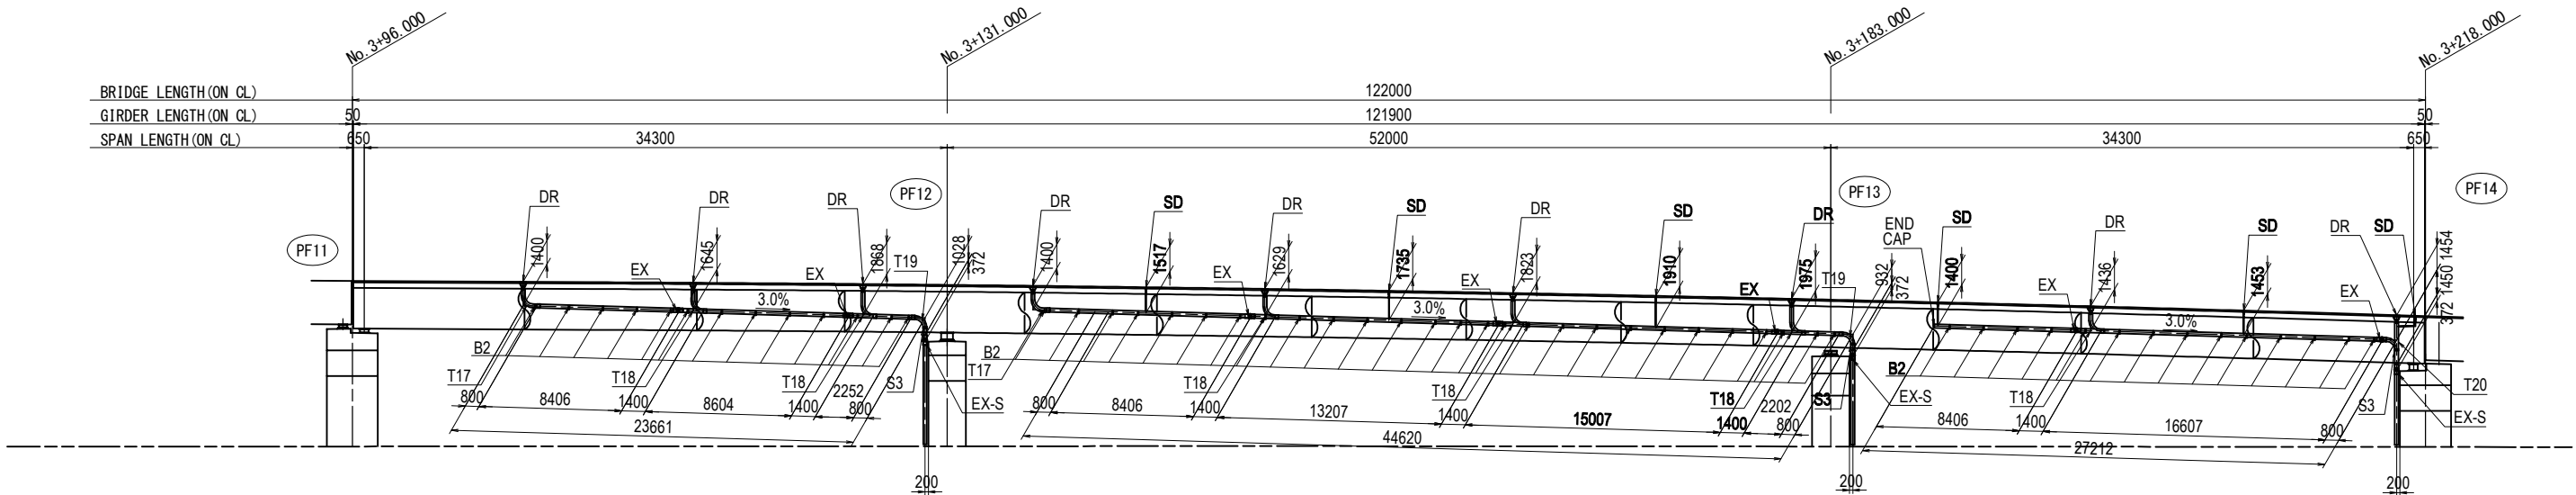 No.3+96.000
No.3+131.000
No.3+183.000
No.3+218.000
BRIDGE LENGTH(ON CL)
122000
GIRDER LENGTH(ON CL)
50
121900
50
SPAN LENGTH(ON CL)
650
34300
52000
34300
650
PF11
PF12
PF13
PF14
DR
DR
DR
DR
SD
DR
SD
DR
SD
DR
END
CAP
SD
DR
SD
DR
SD
1400
1645
1868
1028
372
1400
1517
1629
1735
1823
1910
1975
932
372
1400
1436
1453
1454
1450
372
EX
EX
T19
EX
EX
EX
T19
EX
EX
3.0%
3.0%
3.0%
B2
B2
B2
T17
T18
T18
S3
EX-S
T17
T18
T18
T18
S3
EX-S
T18
S3
T20
EX-S
800
8406
1400
8604
1400
2252
800
23661
800
8406
1400
13207
1400
15007
1400
2202
800
44620
8406
1400
16607
800
27212
200
200
200